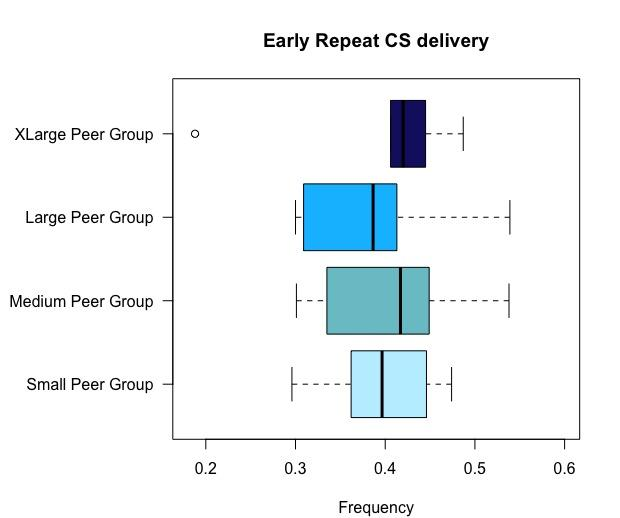 Early Repeat CS delivery
XLarge Peer Group
Large Peer Group
Medium Peer Group
Small Peer Group
0.2 0.3 0.4 0.5 0.6
Frequency